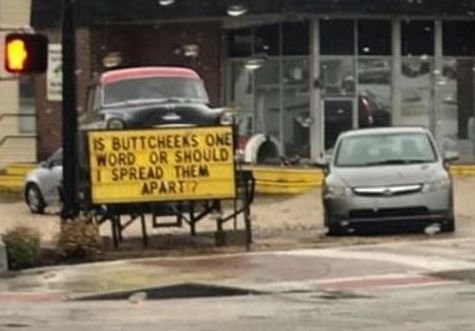 IS BUTTCHEEKS ONE
WORD OR SHOULD
I SPREAD THEM
APART?